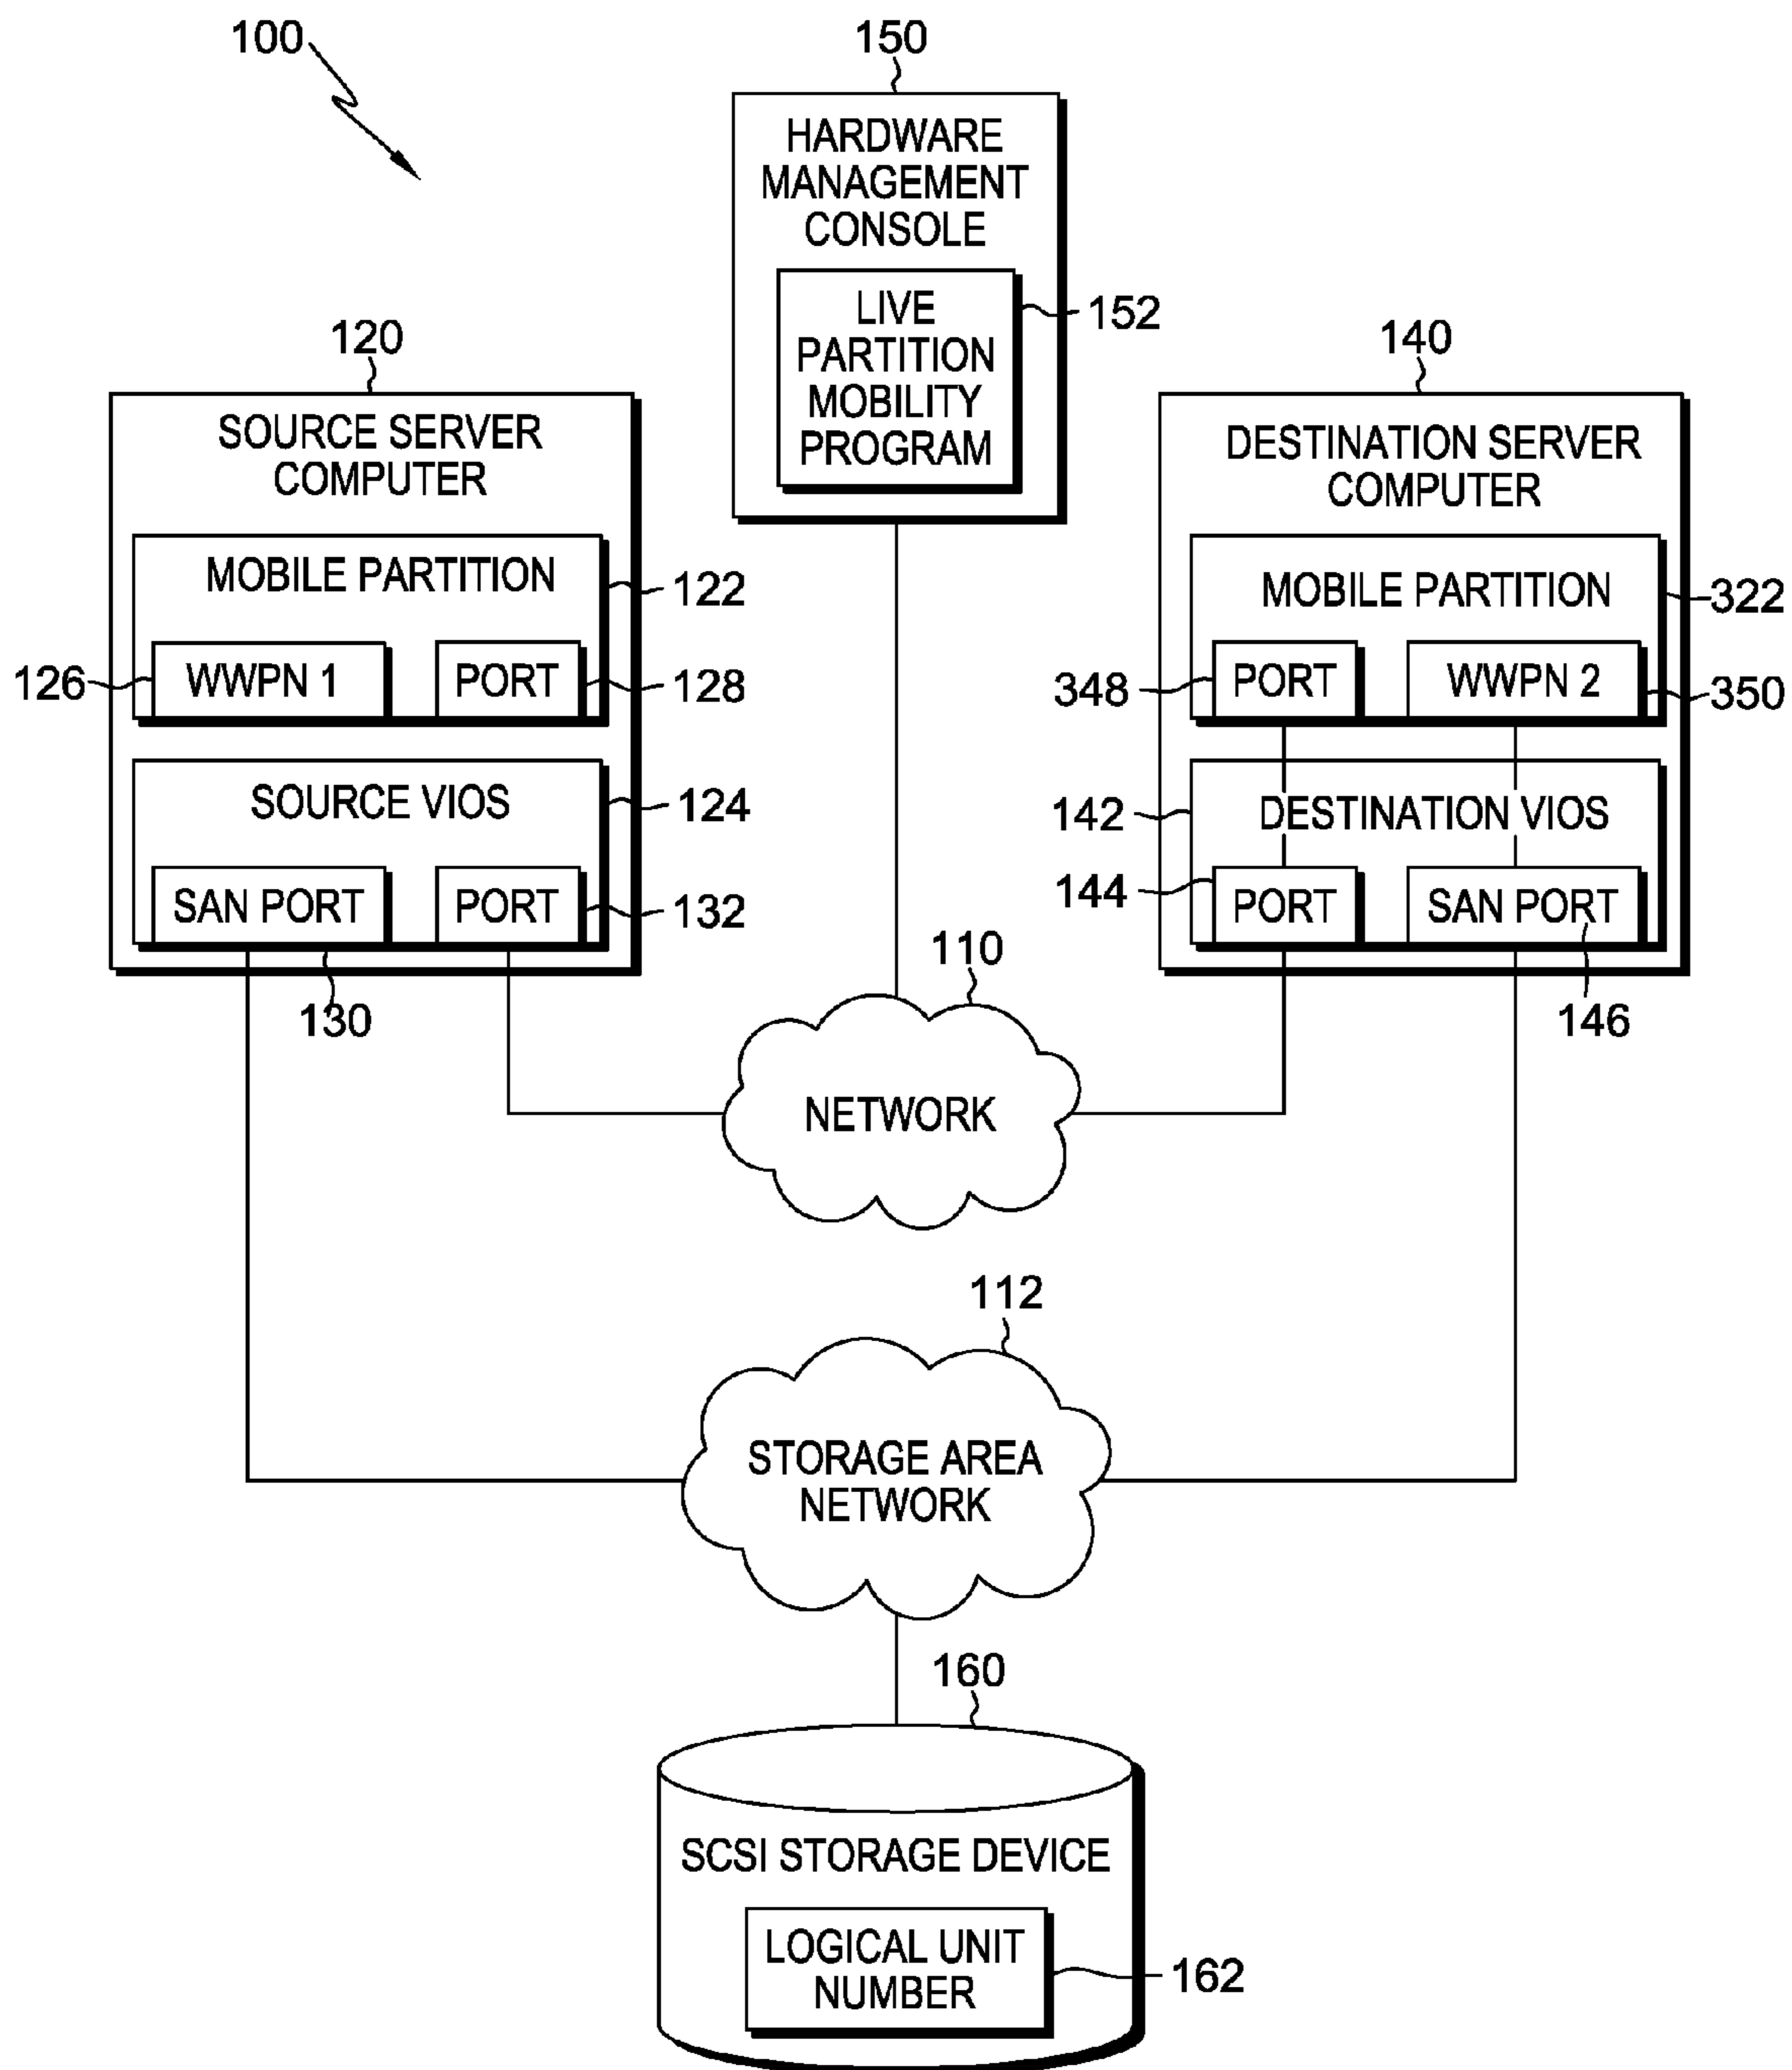 100
150
HARDWARE
MANAGEMENT
CONSOLE
LIVE
PARTITION
MOBILITY
PROGRAM
152
120
SOURCE SERVER
COMPUTER
MOBILE PARTITION
122
126
WWPN 1
PORT
128
SOURCE VIOS
124
SAN PORT
PORT
132
130
140
DESTINATION SERVER
COMPUTER
MOBILE PARTITION
322
348
PORT
WWPN 2
350
142
DESTINATION VIOS
144
PORT
SAN PORT
146
110
NETWORK
112
STORAGE AREA
NETWORK
160
SCSI STORAGE DEVICE
LOGICAL UNIT
NUMBER
162